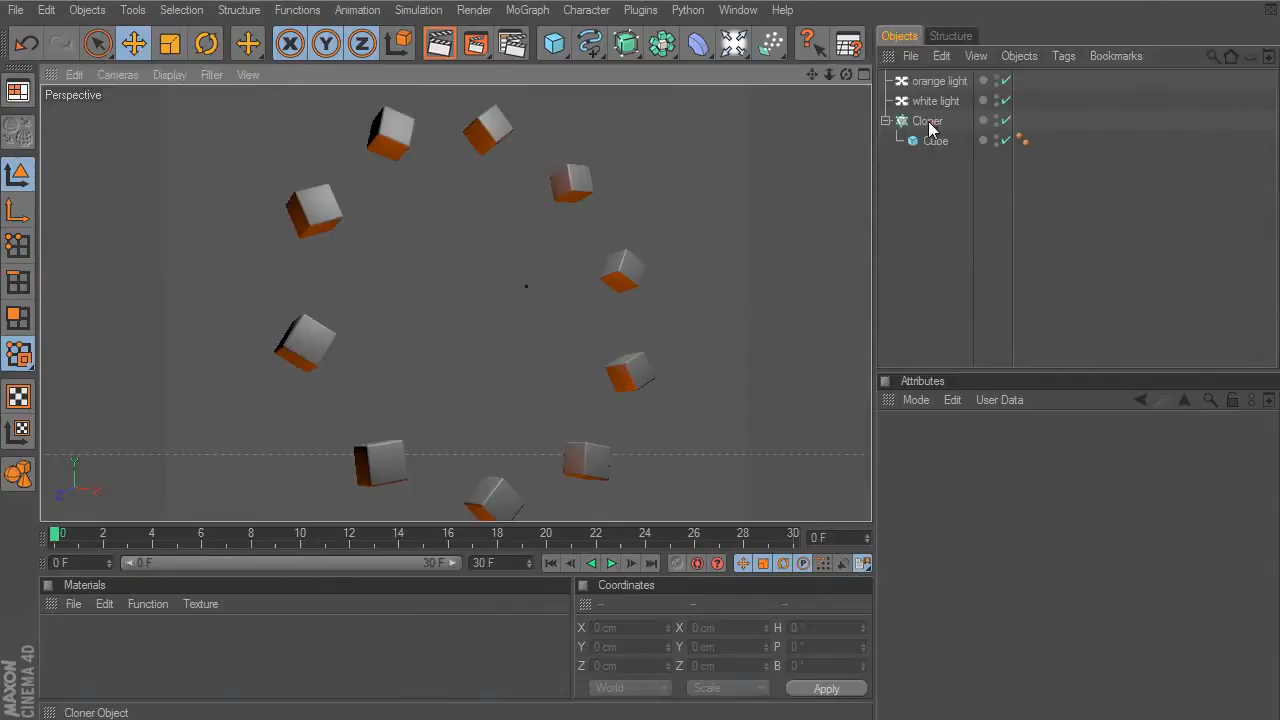 File Edit Objects Tools Selection Structure Functions Animation Simulation Render MoGraph Character Plugins Python Window Help
X Y Z
Objects Structure
File Edit View Objects Tags Bookmarks
Edit Cameras Display Filter View
Perspective
orange light
white light
Cloner
Cube
Attributes
Mode Edit User Data
Y
Z X
0 2 4 6 8 10 12 14 16 18 20 22 24 26 28 30 0 F
0 F 0 F 30 F 30 F
P
Materials
File Edit Function Texture
Coordinates
-- -- --
X 0 cm X 0 cm H 0 °
Y 0 cm Y 0 cm P 0 °
Z 0 cm Z 0 cm B 0 °
World Scale Apply
MAXON
CINEMA 4D
Cloner Object